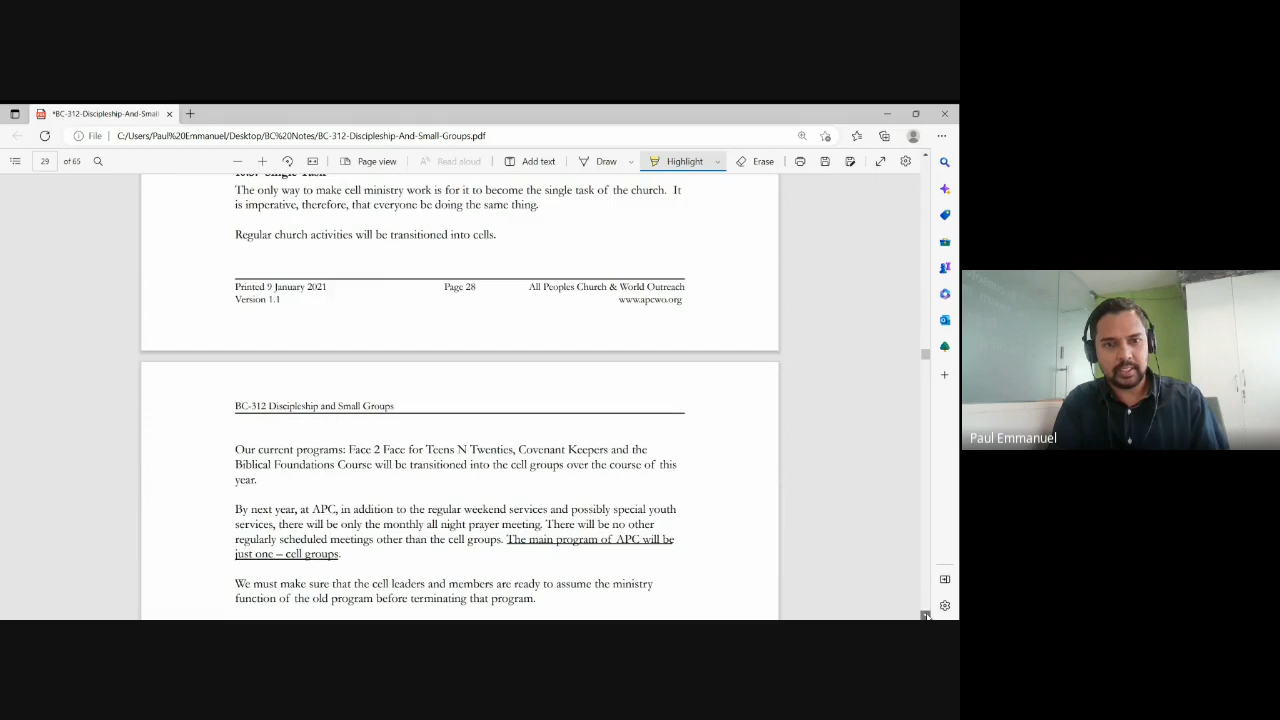 *BC-312-Discipleship-And-Small
File
C:/Users/Paul%20Emmanuel/Desktop/BC%20Notes/BC-312-Discipleship-And-Small-Groups.pdf
29 of 65
Page view
Read aloud
Add text
Draw
Highlight
Erase
The only way to make cell ministry work is for it to become the single task of the church. It
is imperative, therefore, that everyone be doing the same thing.
Regular church activities will be transitioned into cells.
Printed 9 January 2021 Page 28 All Peoples Church & World Outreach
Version 1.1 www.apcwo.org
BC-312 Discipleship and Small Groups
Our current programs: Face 2 Face for Teens N Twenties, Covenant Keepers and the
Biblical Foundations Course will be transitioned into the cell groups over the course of this
year.
By next year, at APC, in addition to the regular weekend services and possibly special youth
services, there will be only the monthly all night prayer meeting. There will be no other
regularly scheduled meetings other than the cell groups. The main program of APC will be
just one – cell groups.
We must make sure that the cell leaders and members are ready to assume the ministry
function of the old program before terminating that program.
Paul Emmanuel